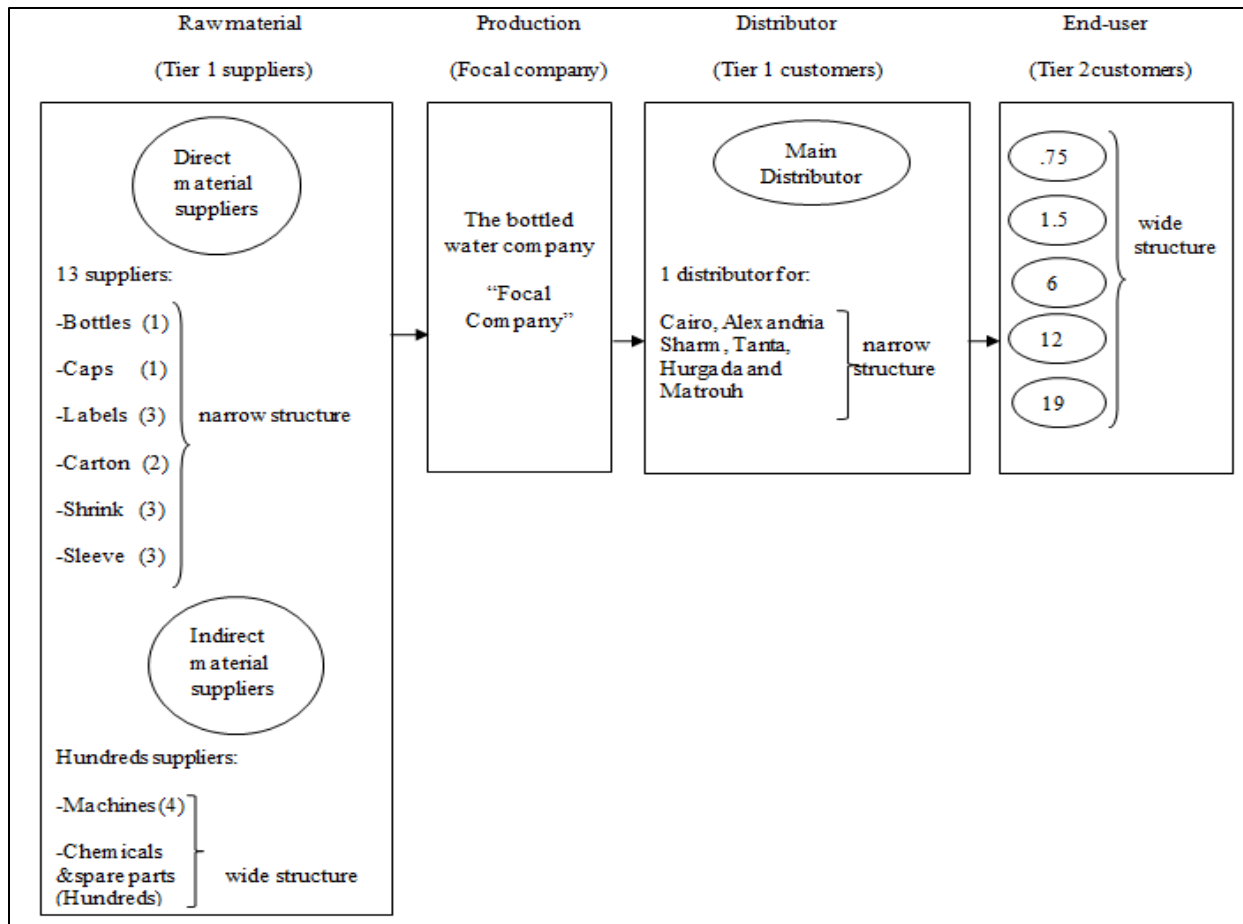 Raw material
(Tier 1 suppliers)
Production
(Focal company)
Distributor
(Tier 1 customers)
End-user
(Tier 2 customers)
Direct
material
suppliers
13 suppliers:
-Bottles (1)
-Caps (1)
-Labels (3)
-Carton (2)
-Shrink (3)
-Sleeve (3)
narrow structure
Indirect
material
suppliers
Hundreds suppliers:
-Machines (4)
-Chemicals
&spare parts
(Hundreds)
wide structure
The bottled
water company
“Focal
Company”
Main
Distributor
1 distributor for:
Cairo, Alexandria
Sharm, Tanta,
Hurgada and
Matrouh
narrow
structure
.75
1.5
6
12
19
wide
structure